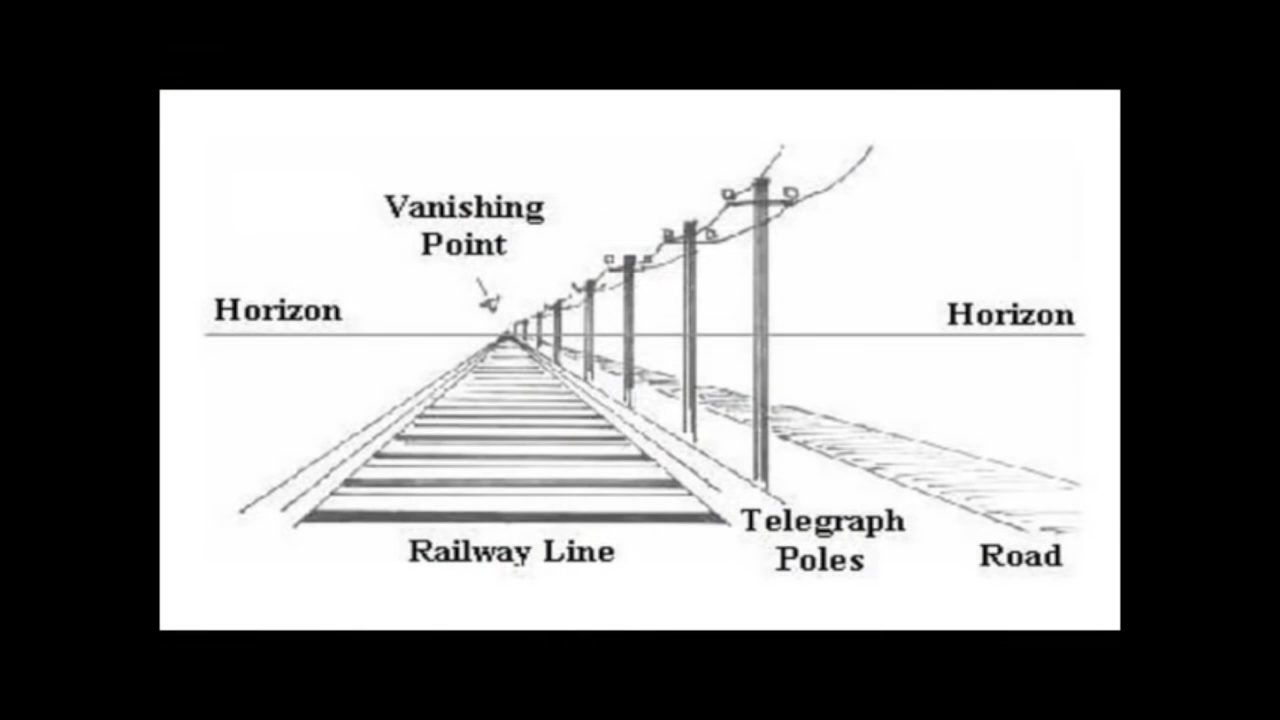 Vanishing
Point
Horizon
Horizon
Telegraph
Poles
Railway Line
Road